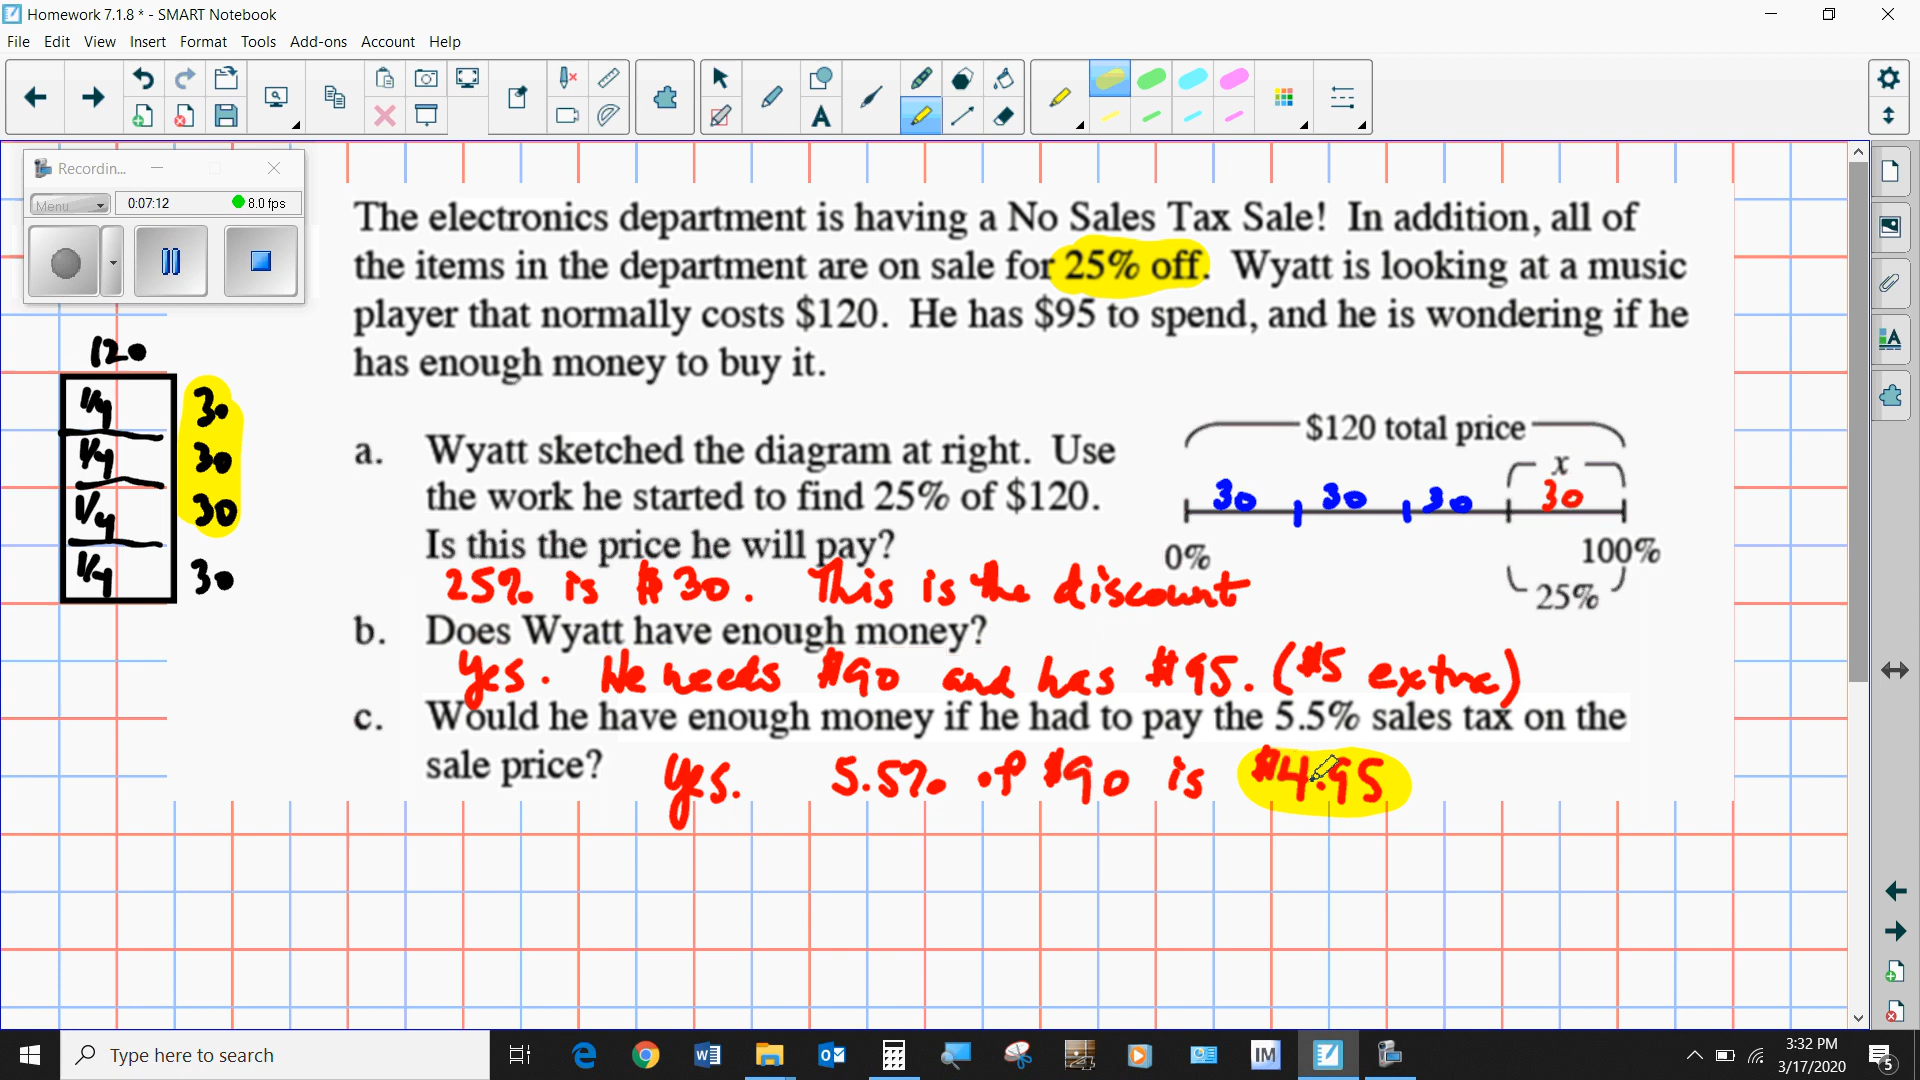 Homework 7.1.8 * - SMART Notebook
File Edit View Insert Format Tools Add-ons Account Help
Recordin...
Menu 0:07:12 8.0 fps
The electronics department is having a No Sales Tax Sale! In addition, all of
the items in the department are on sale for 25% off. Wyatt is looking at a music
player that normally costs $120. He has $95 to spend, and he is wondering if he
has enough money to buy it.
120
1/4 30
1/4 30
1/4 30
1/4 30
a. Wyatt sketched the diagram at right. Use
the work he started to find 25% of $120.
Is this the price he will pay?
25% is $30. This is the discount
$120 total price
x
30 30 30 30
0% 100%
25%
b. Does Wyatt have enough money?
Yes. He needs $90 and has $95. ($5 extra)
c. Would he have enough money if he had to pay the 5.5% sales tax on the
sale price? Yes. 5.5% of $90 is $4.95
Type here to search
IM
3:32 PM
3/17/2020
5